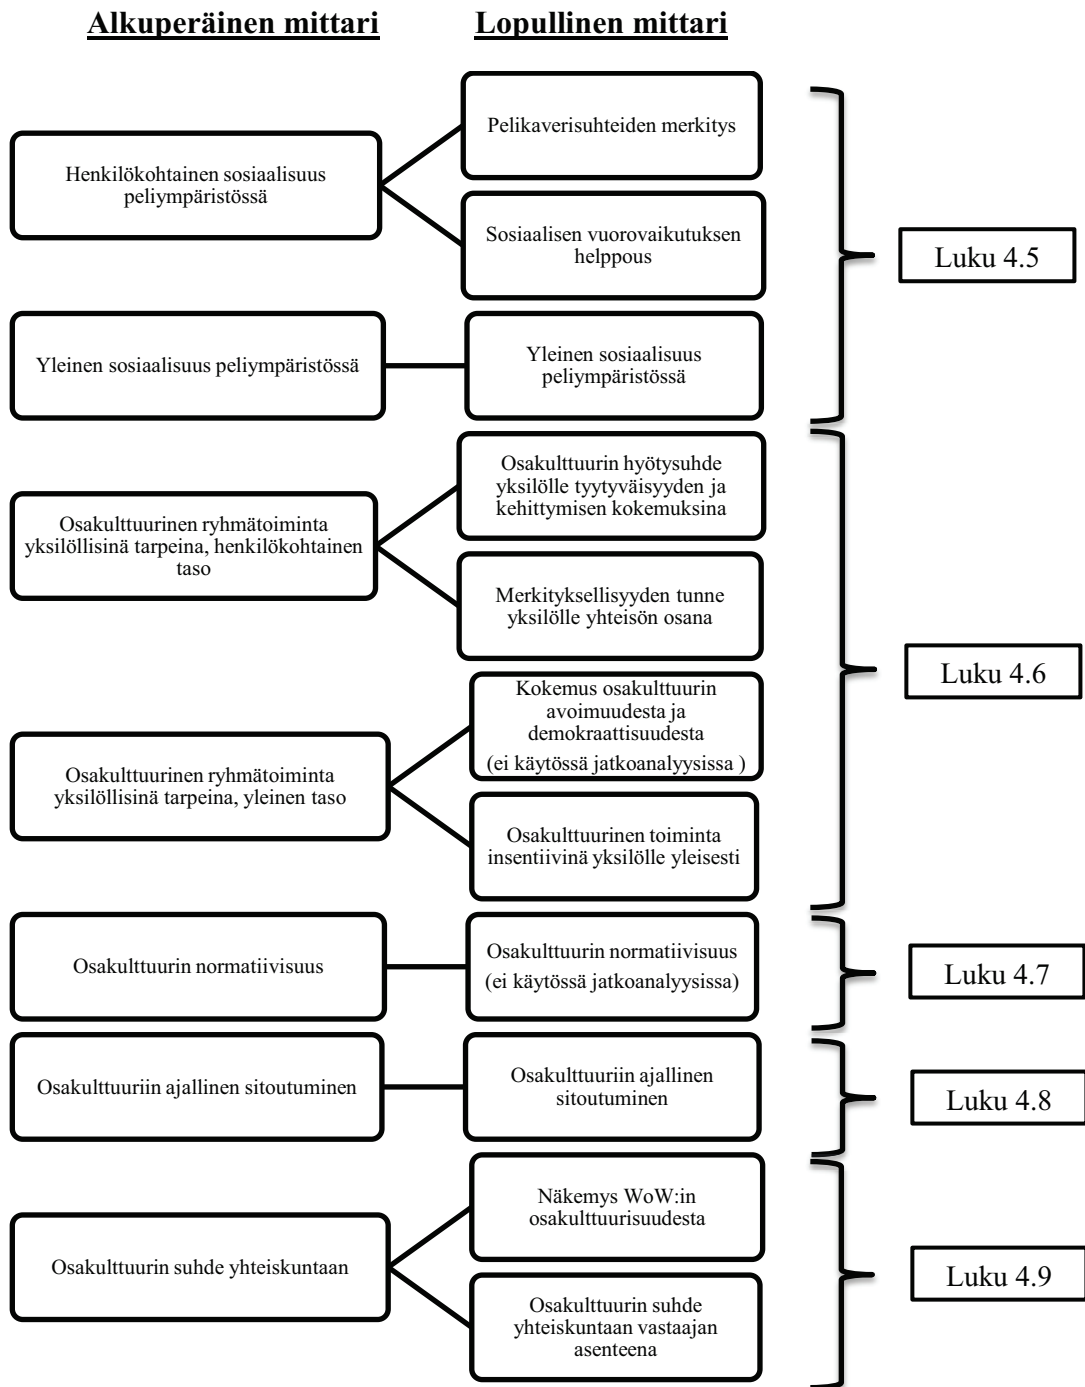 Alkuperäinen mittari
Lopullinen mittari
Henkilökohtainen sosiaalisuus
peliympäristössä
Pelikaverisuhteiden merkitys
Sosiaalisen vuorovaikutuksen
helppous
Yleinen sosiaalisuus peliympäristössä
Yleinen sosiaalisuus
peliympäristössä
Luku 4.5
Osakulttuurinen ryhmätoiminta
yksilöllisinä tarpeina, henkilökohtainen
taso
Osakulttuurin hyötysuhde
yksilölle tyytyväisyyden ja
kehittymisen kokemuksina
Merkityksellisyyden tunne
yksilölle yhteisön osana
Osakulttuurinen ryhmätoiminta
yksilöllisinä tarpeina, yleinen taso
Kokemus osakulttuurin
avoimuudesta ja
demokraattisuudesta
(ei käytössä jatkoanalyysissa )
Osakulttuurinen toiminta
insentiivinä yksilölle yleisesti
Luku 4.6
Osakulttuurin normatiivisuus
Osakulttuurin normatiivisuus
(ei käytössä jatkoanalyysissa)
Luku 4.7
Osakulttuuriin ajallinen sitoutuminen
Osakulttuuriin ajallinen
sitoutuminen
Luku 4.8
Osakulttuurin suhde yhteiskuntaan
Näkemys WoW:in
osakulttuurisuudesta
Osakulttuurin suhde
yhteiskuntaan vastaajan
asenteena
Luku 4.9